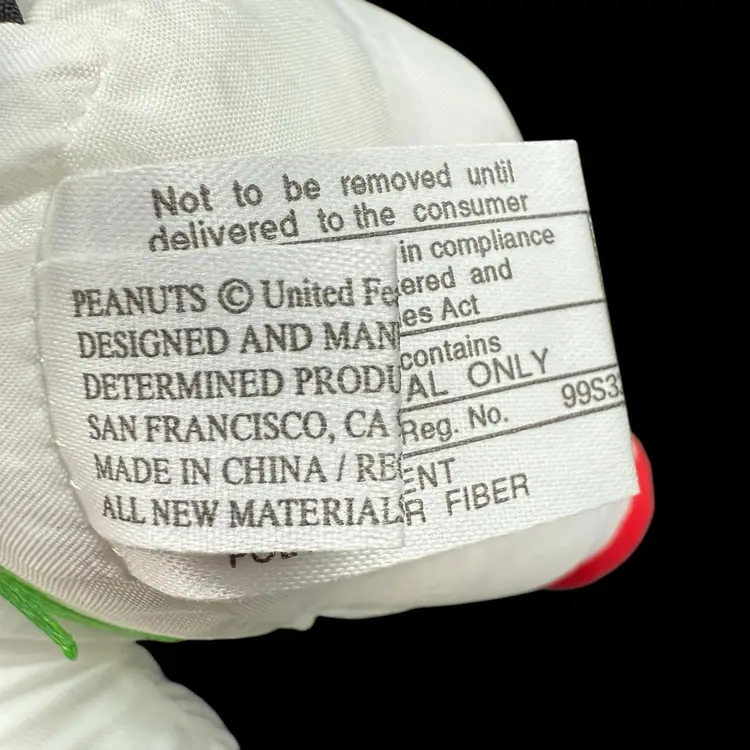 Not to be removed until
delivered to the consumer
in compliance
ered and
es Act
contains
AL ONLY
Reg. No. 99S3
ENT
R FIBER
PEANUTS © United Fe
DESIGNED AND MAN
DETERMINED PRODU
SAN FRANCISCO, CA
MADE IN CHINA / RE
ALL NEW MATERIALS